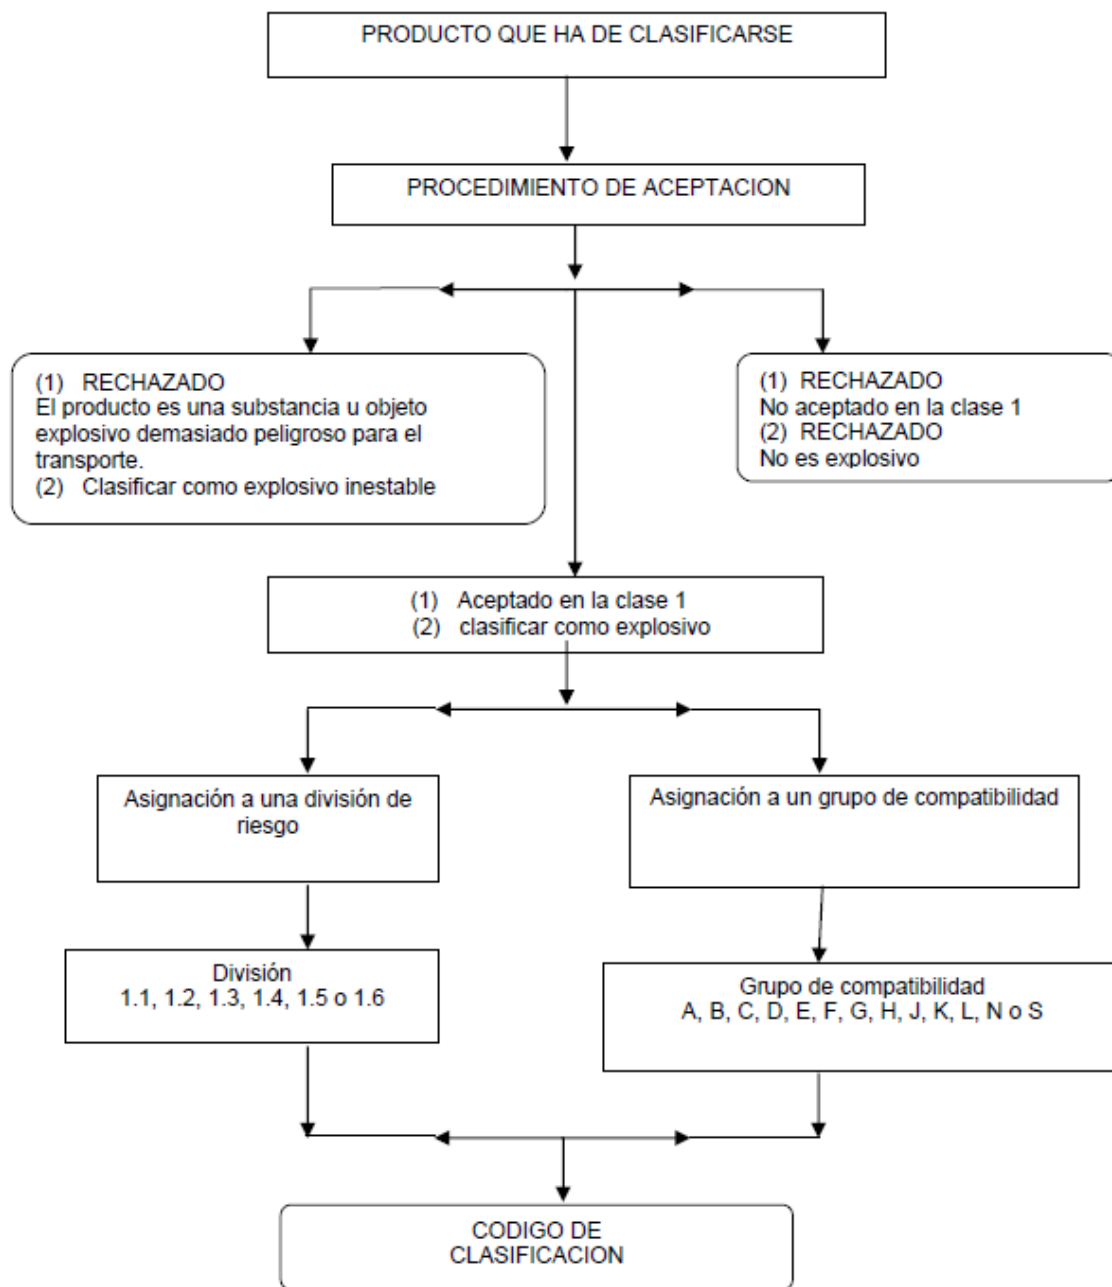 PRODUCTO QUE HA DE CLASIFICARSE
PROCEDIMIENTO DE ACEPTACION
(1) RECHAZADO
El producto es una substancia u objeto
explosivo demasiado peligroso para el
transporte.
(2) Clasificar como explosivo inestable
(1) RECHAZADO
No aceptado en la clase 1
(2) RECHAZADO
No es explosivo
(1) Aceptado en la clase 1
(2) clasificar como explosivo
Asignación a una división de
riesgo
Asignación a un grupo de compatibilidad
División
1.1, 1.2, 1.3, 1.4, 1.5 o 1.6
Grupo de compatibilidad
A, B, C, D, E, F, G, H, J, K, L, N o S
CODIGO DE
CLASIFICACION